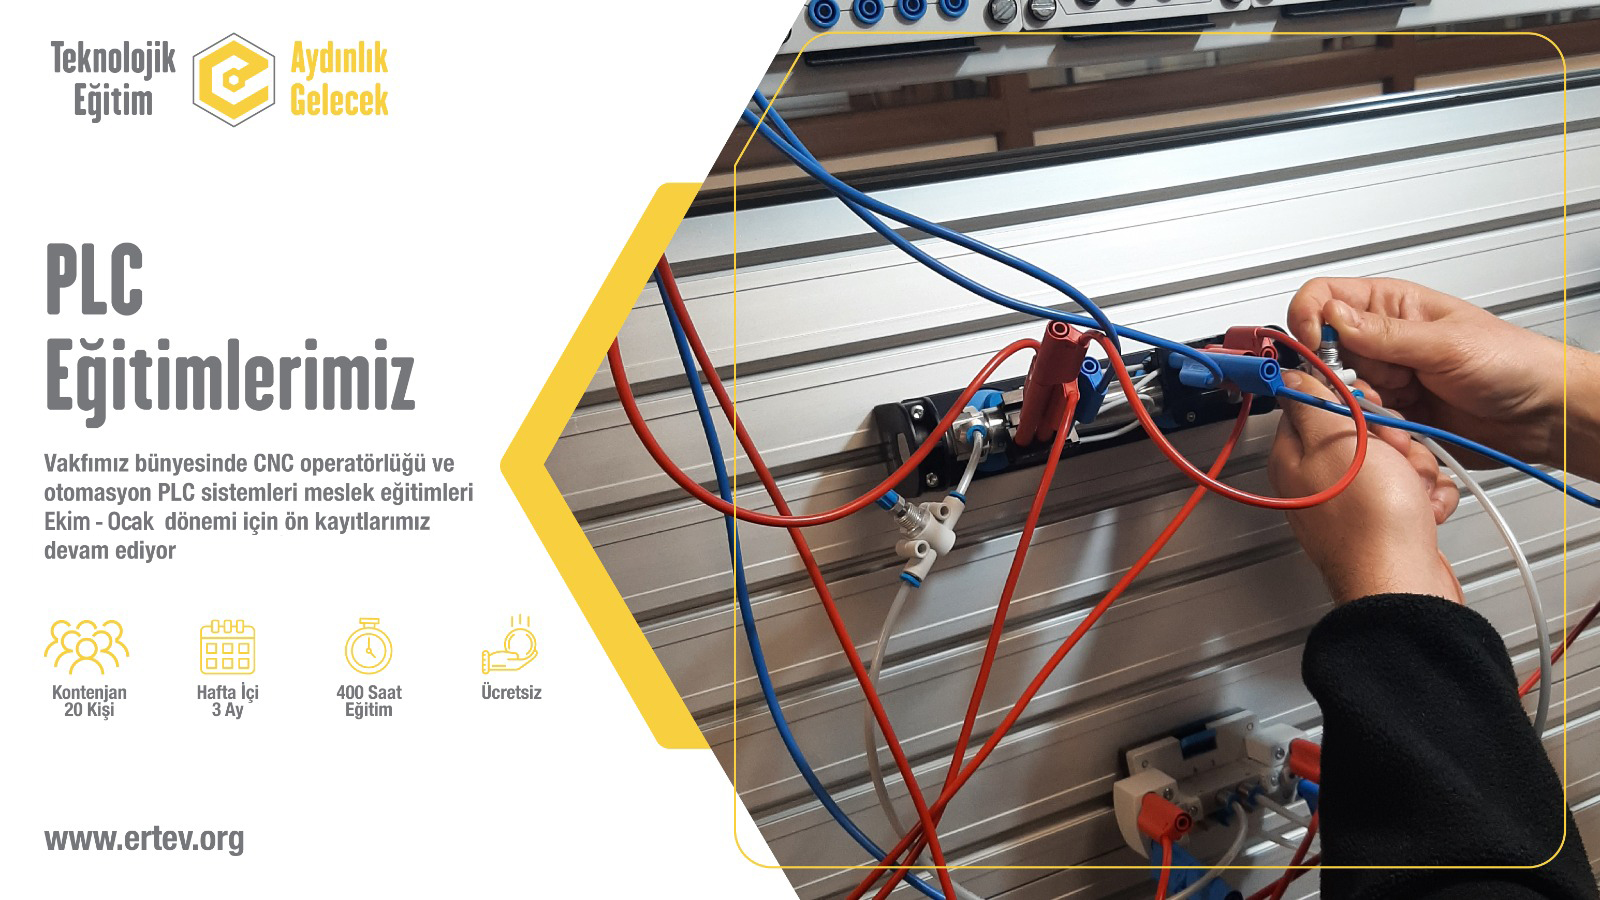 Teknolojik
Eğitim
Aydınlık
Gelecek
PLC
Eğitimlerimiz
Vakfımız bünyesinde CNC operatörlüğü ve
otomasyon PLC sistemleri meslek eğitimleri
Ekim - Ocak  dönemi için ön kayıtlarımız
devam ediyor
Kontenjan
20 Kişi
Hafta İçi
3 Ay
400 Saat
Eğitim
Ücretsiz
www.ertev.org